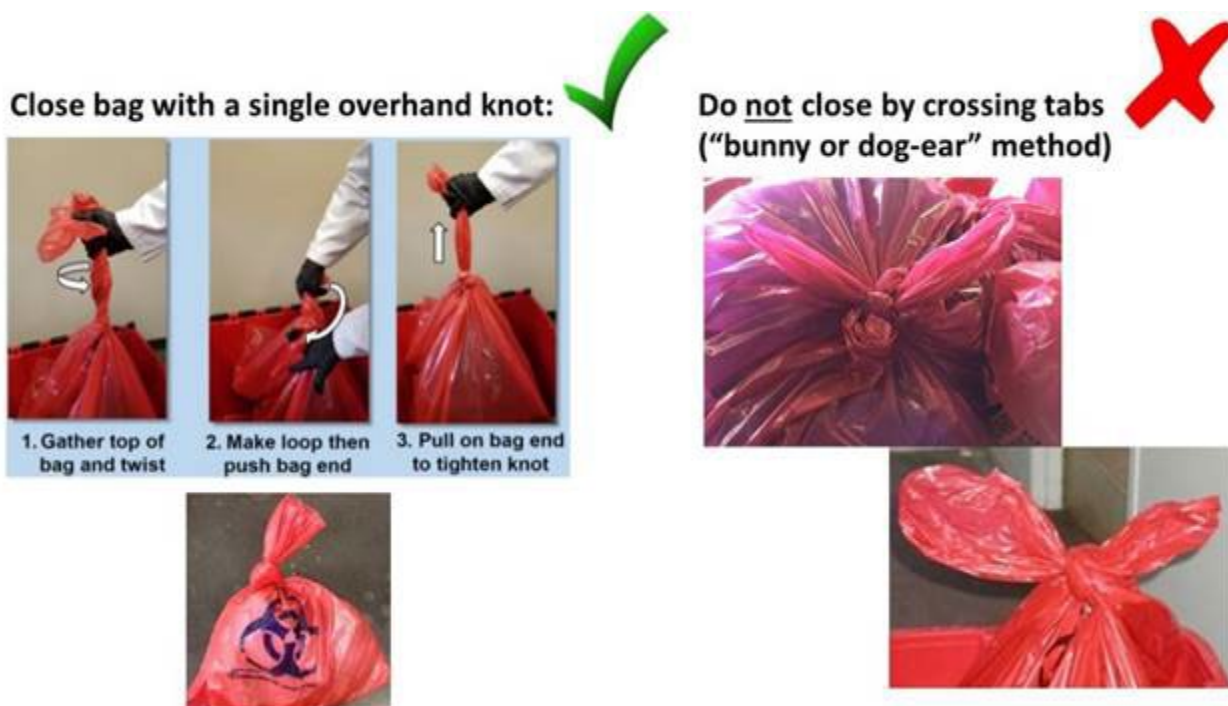 Close bag with a single overhand knot:
1. Gather top of
bag and twist
2. Make loop then
push bag end
3. Pull on bag end
to tighten knot
Do not close by crossing tabs
(“bunny or dog-ear” method)